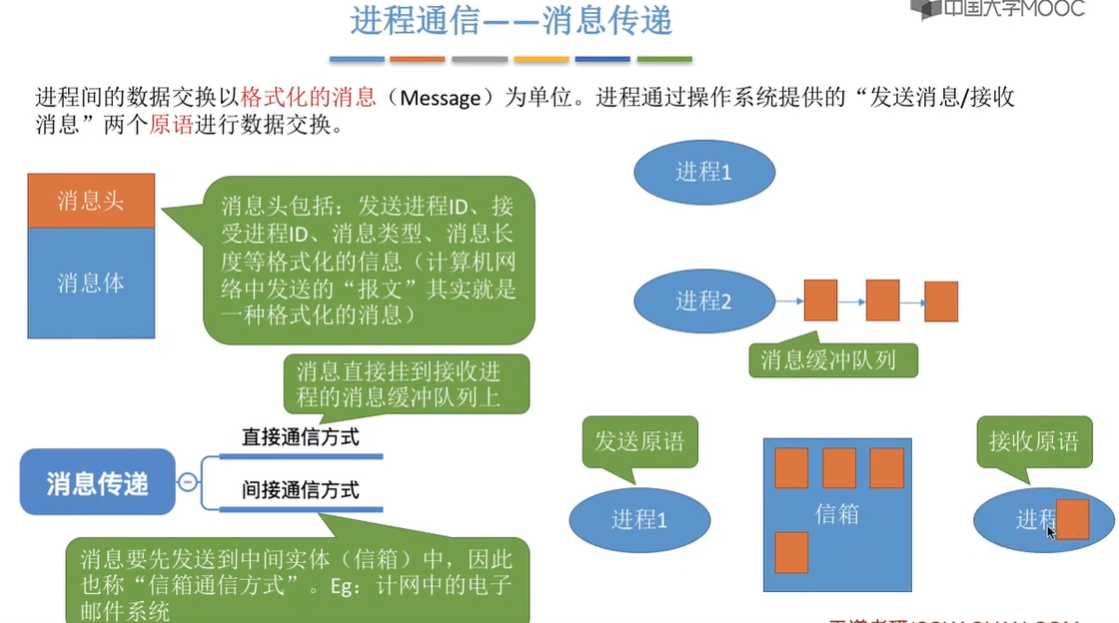 进程通信——消息传递
中国大学MOOC
进程间的数据交换以格式化的消息（Message）为单位。进程通过操作系统提供的“发送消息/接收
消息”两个原语进行数据交换。
消息头
消息体
消息头包括：发送进程ID、接
受进程ID、消息类型、消息长
度等格式化的信息（计算机网
络中发送的“报文”其实就是
一种格式化的消息）
进程1
进程2
消息缓冲队列
消息直接挂到接收进
程的消息缓冲队列上
直接通信方式
消息传递
间接通信方式
消息要先发送到中间实体（信箱）中，因此
也称“信箱通信方式”。Eg：计网中的电子
邮件系统
发送原语
进程1
信箱
接收原语
进程